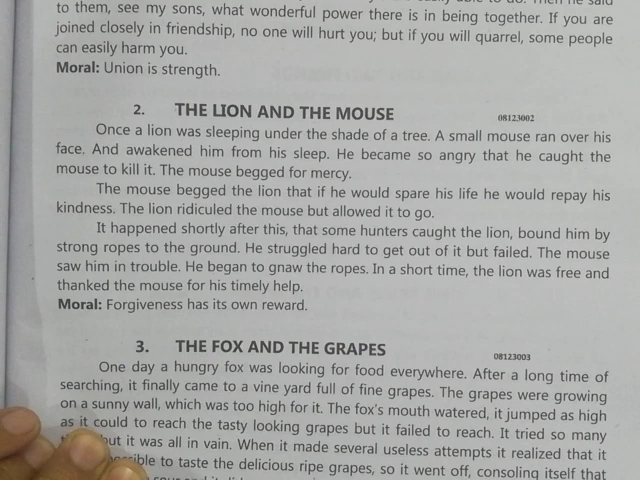 to them, see my sons, what wonderful power there is in being together. If you are
joined closely in friendship, no one will hurt you; but if you will quarrel, some people
can easily harm you.
Moral: Union is strength.
2. THE LION AND THE MOUSE 08123002
Once a lion was sleeping under the shade of a tree. A small mouse ran over his
face. And awakened him from his sleep. He became so angry that he caught the
mouse to kill it. The mouse begged for mercy.
The mouse begged the lion that if he would spare his life he would repay his
kindness. The lion ridiculed the mouse but allowed it to go.
It happened shortly after this, that some hunters caught the lion, bound him by
strong ropes to the ground. He struggled hard to get out of it but failed. The mouse
saw him in trouble. He began to gnaw the ropes. In a short time, the lion was free and
thanked the mouse for his timely help.
Moral: Forgiveness has its own reward.
3. THE FOX AND THE GRAPES 08123003
One day a hungry fox was looking for food everywhere. After a long time of
searching, it finally came to a vine yard full of fine grapes. The grapes were growing
on a sunny wall, which was too high for it. The fox's mouth watered, it jumped as high
as it could to reach the tasty looking grapes but it failed to reach. It tried so many
but it was all in vain. When it made several useless attempts it realized that it
to taste the delicious ripe grapes, so it went off, consoling itself that